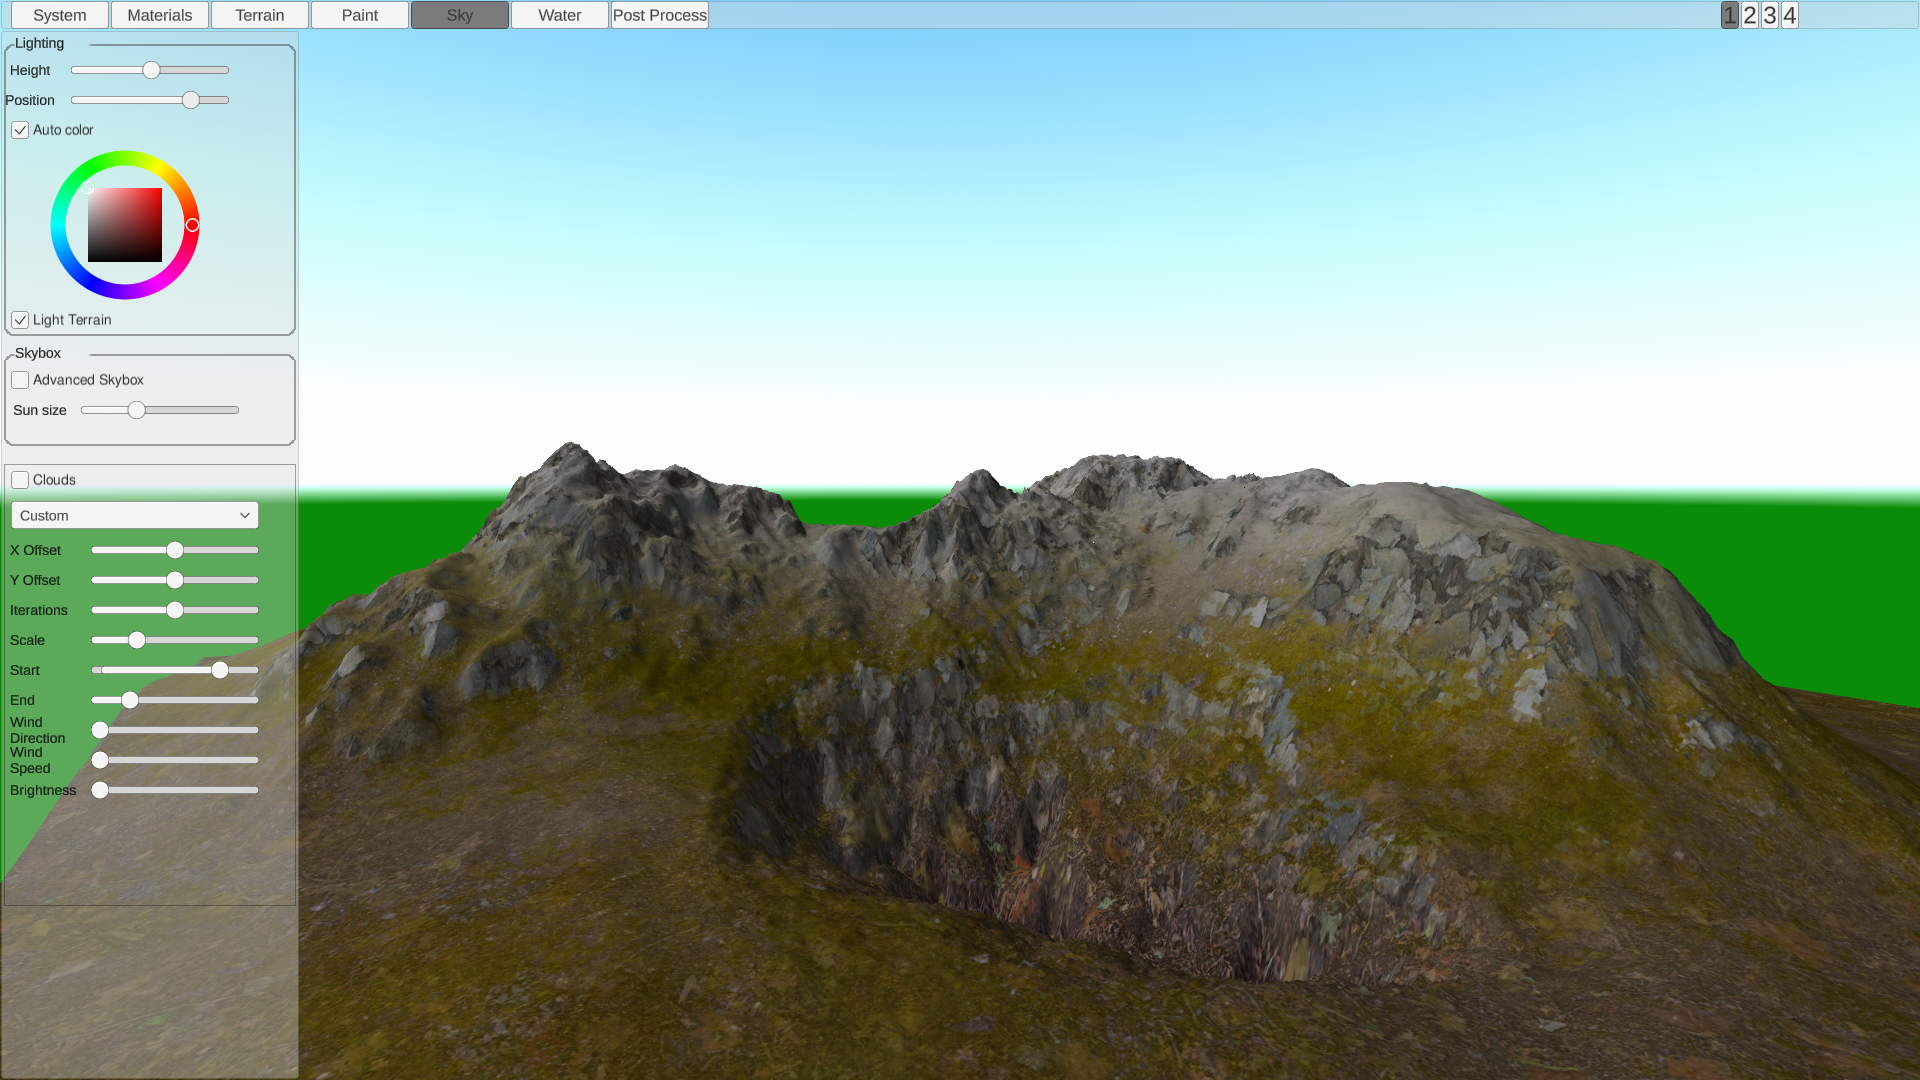 System Materials Terrain Paint Sky Water Post Process 1 2 3 4
Lighting
Height
Position
Auto color
Light Terrain
Skybox
Advanced Skybox
Sun size
Clouds
Custom
X Offset
Y Offset
Iterations
Scale
Start
End
Wind
Direction
Wind
Speed
Brightness